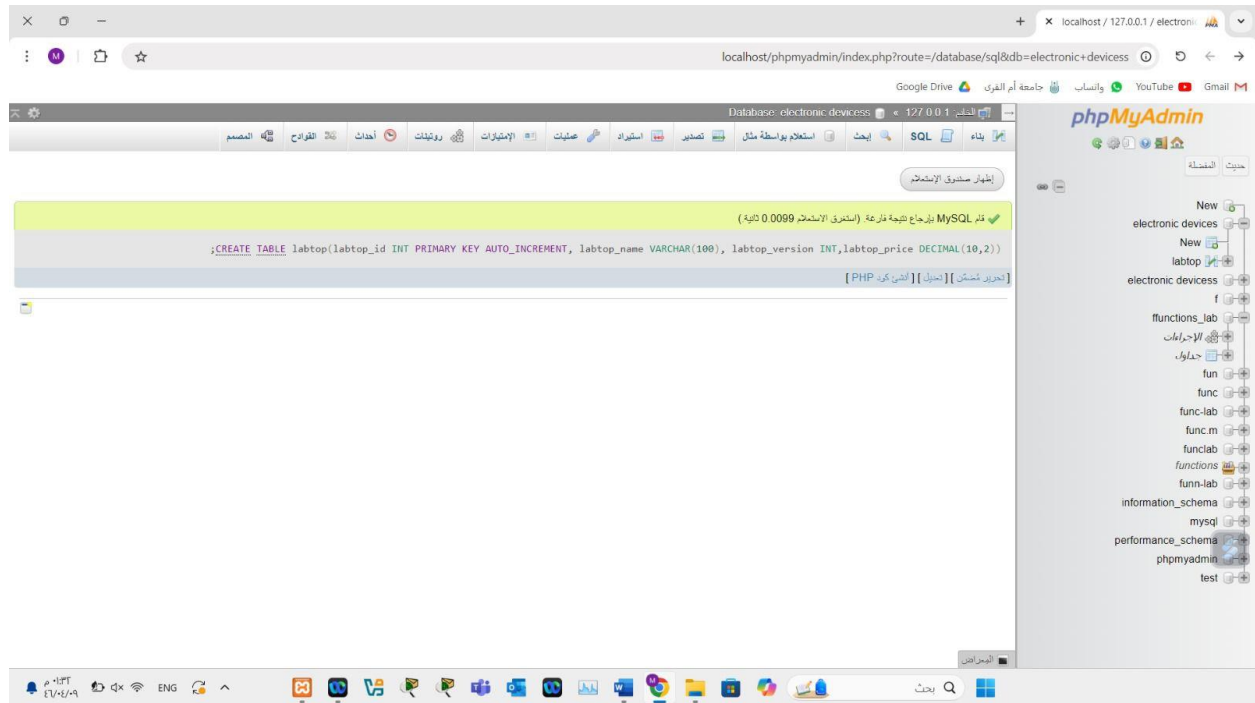 localhost / 127.0.0.1 / electronic
localhost/phpmyadmin/index.php?route=/database/sql&db=electronic+devicess
Gmail
YouTube
واتساب
جامعة أم القرى
Google Drive
phpMyAdmin
حديث المفضلة
New
electronic devices
New
labtop
electronic devicess
f
ffunctions_lab
الإجراءات
جداول
fun
func
func-lab
func.m
funclab
functions
funn-lab
information_schema
mysql
performance_schema
phpmyadmin
test
الخادم: 127.0.0.1 » Database: electronic devicess
بناء SQL إبحث استعلام بواسطة مثال تصدير استيراد عمليات الإمتيازات روتينات أحداث القوادح المصمم
إظهار صندوق الإستعلام
قام MySQL بإرجاع نتيجة فارغة. (استغرق الاستعلام 0.0099 ثانية.)
CREATE TABLE labtop(labtop_id INT PRIMARY KEY AUTO_INCREMENT, labtop_name VARCHAR(100), labtop_version INT,labtop_price DECIMAL(10,2));
[ تحرير مُضمَّن ] [ تعديل ] [ أنشئ كود PHP ]
بحث
ENG